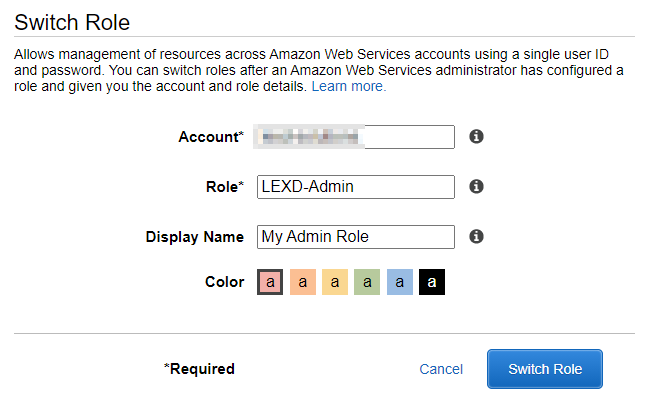 Switch Role
Allows management of resources across Amazon Web Services accounts using a single user ID
and password. You can switch roles after an Amazon Web Services administrator has configured a
role and given you the account and role details. Learn more.
Account*
Role* LEXD-Admin
Display Name My Admin Role
Color a a a a a a
*Required Cancel Switch Role